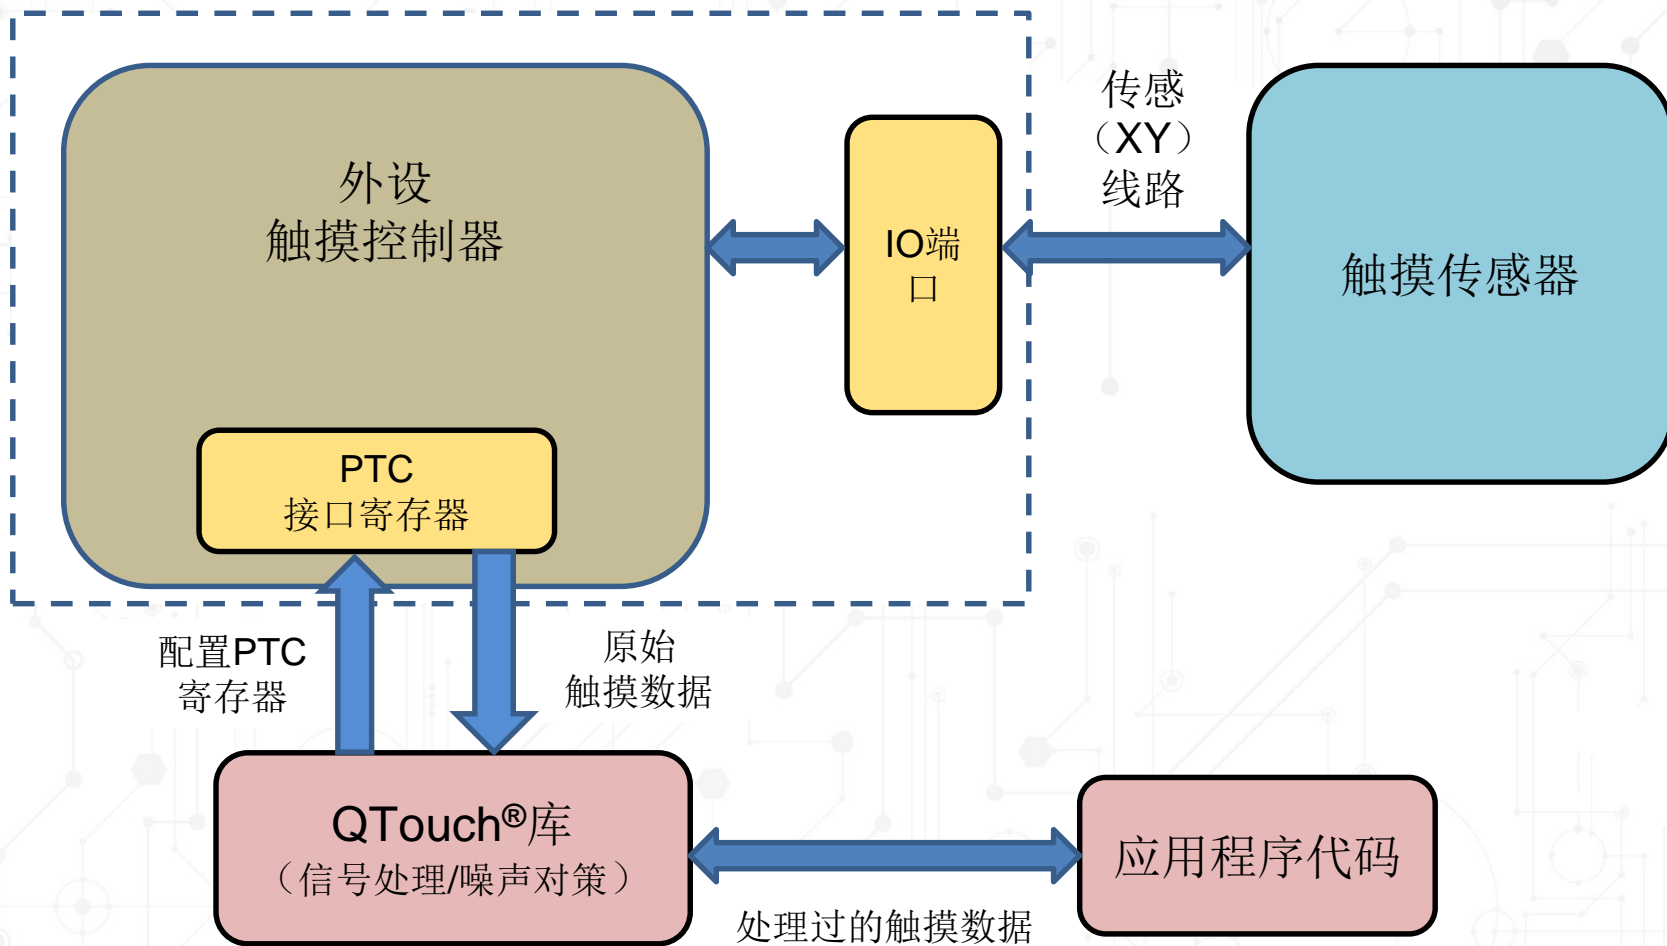 外设
触摸控制器
IO端
口
传感
（XY）
线路
触摸传感器
PTC
接口寄存器
配置PTC
寄存器
原始
触摸数据
QTouch®库
（信号处理/噪声对策）
处理过的触摸数据
应用程序代码